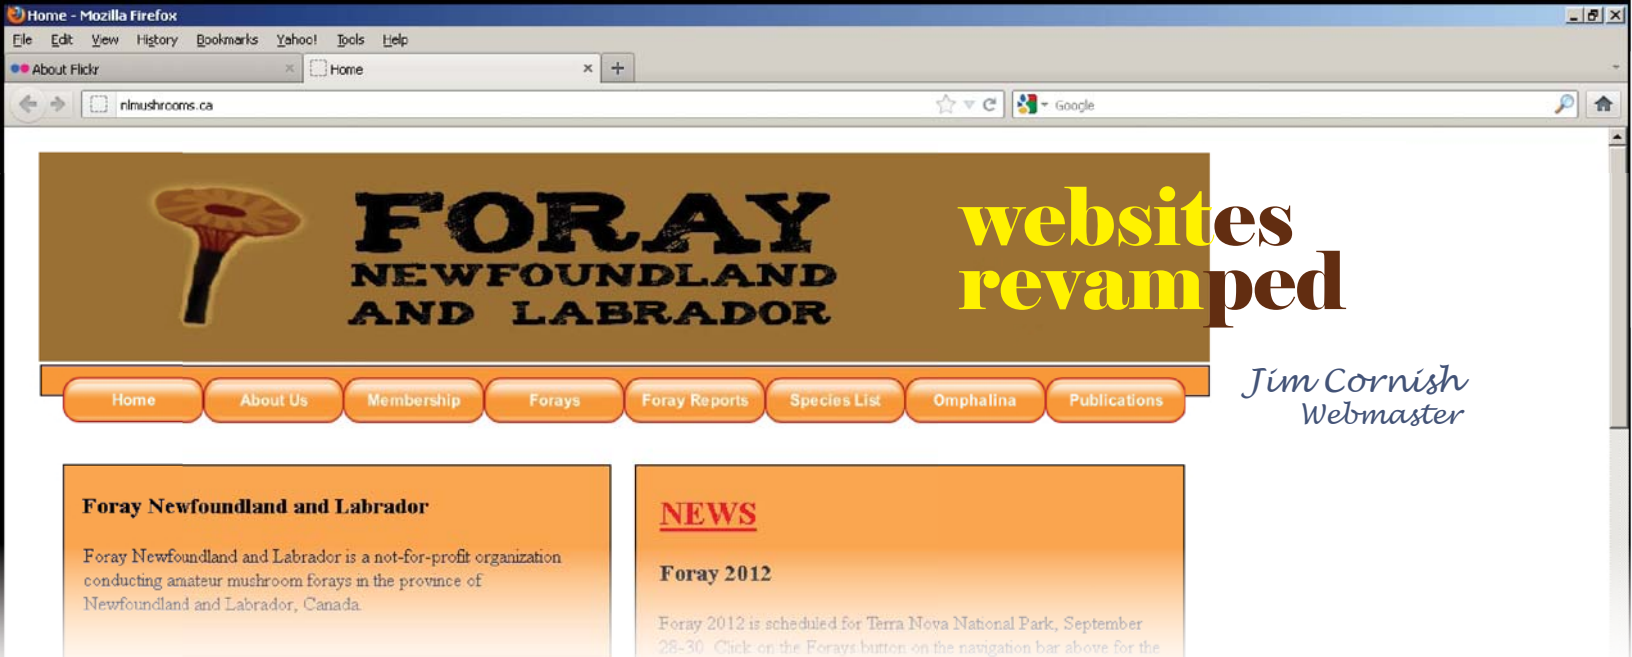 Home - Mozilla Firefox
File Edit View History Bookmarks Yahoo! Tools Help
About Flickr Home
nlmushrooms.ca Google
FORAY
NEWFOUNDLAND
AND LABRADOR
websites
revamped
Jim Cornish
Webmaster
Home About Us Membership Forays Foray Reports Species List Omphalina Publications
Foray Newfoundland and Labrador
Foray Newfoundland and Labrador is a not-for-profit organization
conducting amateur mushroom forays in the province of
Newfoundland and Labrador, Canada.
NEWS
Foray 2012
Foray 2012 is scheduled for Terra Nova National Park, September
28-30. Click on the Forays button on the navigation bar above for the